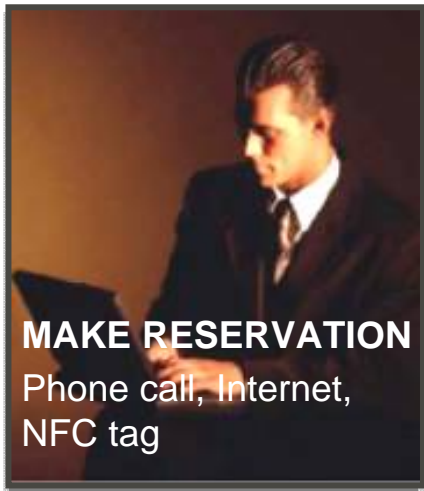 MAKE RESERVATION
Phone call, Internet,
NFC tag